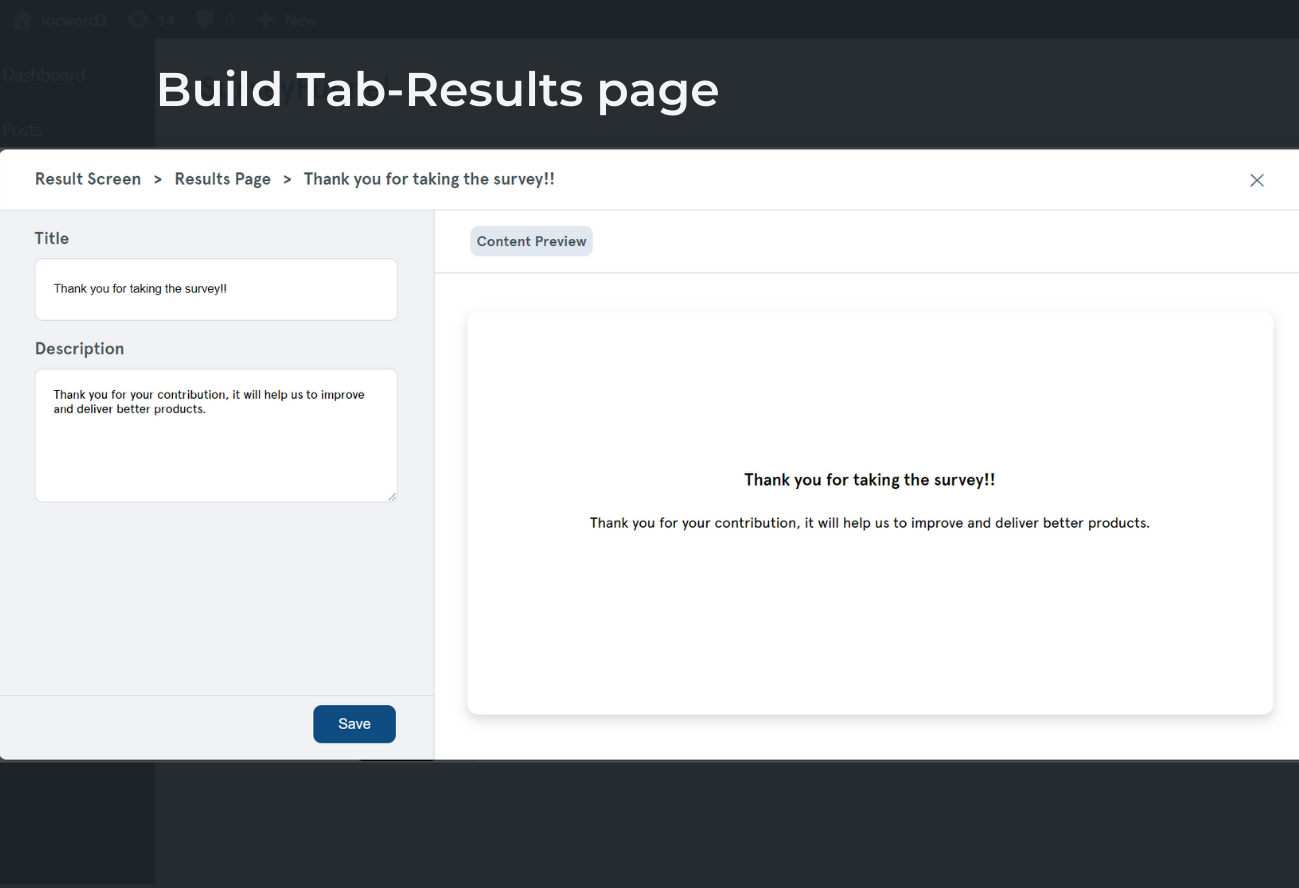 locword3 14 0 New
Dashboard
Build Tab-Results page
Posts
Result Screen > Results Page > Thank you for taking the survey!!
Title
Content Preview
Thank you for taking the survey!!
Description
Thank you for your contribution, it will help us to improve
and deliver better products.
Thank you for taking the survey!!
Thank you for your contribution, it will help us to improve and deliver better products.
Save